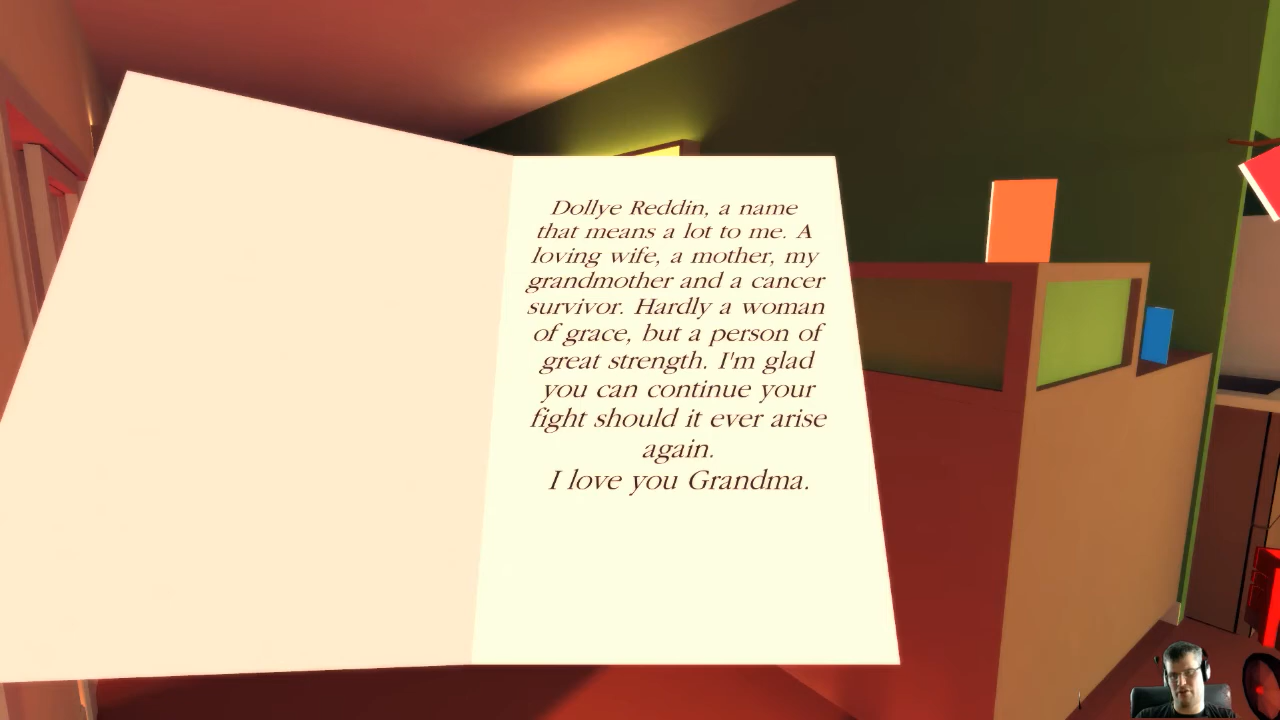 Dollye Reddin, a name
that means a lot to me. A
loving wife, a mother, my
grandmother and a cancer
survivor. Hardly a woman
of grace, but a person of
great strength. I'm glad
you can continue your
fight should it ever arise
again.
I love you Grandma.